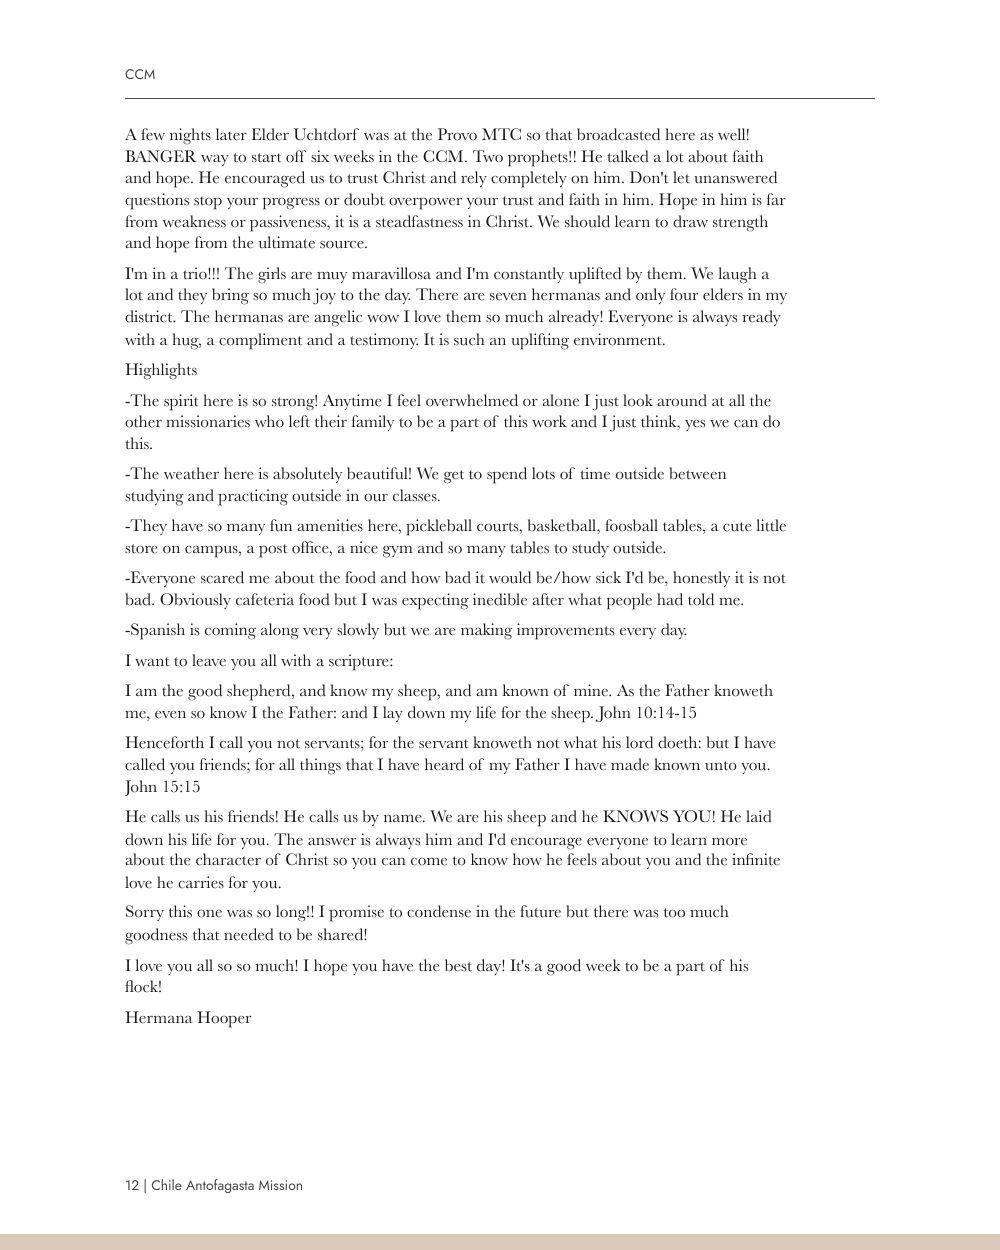 CCM
A few nights later Elder Uchtdorf was at the Provo MTC so that broadcasted here as well!
BANGER way to start off six weeks in the CCM. Two prophets!! He talked a lot about faith
and hope. He encouraged us to trust Christ and rely completely on him. Don't let unanswered
questions stop your progress or doubt overpower your trust and faith in him. Hope in him is far
from weakness or passiveness, it is a steadfastness in Christ. We should learn to draw strength
and hope from the ultimate source.
I'm in a trio!!! The girls are muy maravillosa and I'm constantly uplifted by them. We laugh a
lot and they bring so much joy to the day. There are seven hermanas and only four elders in my
district. The hermanas are angelic wow I love them so much already! Everyone is always ready
with a hug, a compliment and a testimony. It is such an uplifting environment.
Highlights
-The spirit here is so strong! Anytime I feel overwhelmed or alone I just look around at all the
other missionaries who left their family to be a part of this work and I just think, yes we can do
this.
-The weather here is absolutely beautiful! We get to spend lots of time outside between
studying and practicing outside in our classes.
-They have so many fun amenities here, pickleball courts, basketball, foosball tables, a cute little
store on campus, a post office, a nice gym and so many tables to study outside.
-Everyone scared me about the food and how bad it would be/how sick I'd be, honestly it is not
bad. Obviously cafeteria food but I was expecting inedible after what people had told me.
-Spanish is coming along very slowly but we are making improvements every day.
I want to leave you all with a scripture:
I am the good shepherd, and know my sheep, and am known of mine. As the Father knoweth
me, even so know I the Father: and I lay down my life for the sheep. John 10:14-15
Henceforth I call you not servants; for the servant knoweth not what his lord doeth: but I have
called you friends; for all things that I have heard of my Father I have made known unto you.
John 15:15
He calls us his friends! He calls us by name. We are his sheep and he KNOWS YOU! He laid
down his life for you. The answer is always him and I'd encourage everyone to learn more
about the character of Christ so you can come to know how he feels about you and the infinite
love he carries for you.
Sorry this one was so long!! I promise to condense in the future but there was too much
goodness that needed to be shared!
I love you all so so much! I hope you have the best day! It's a good week to be a part of his
flock!
Hermana Hooper
12 | Chile Antofagasta Mission